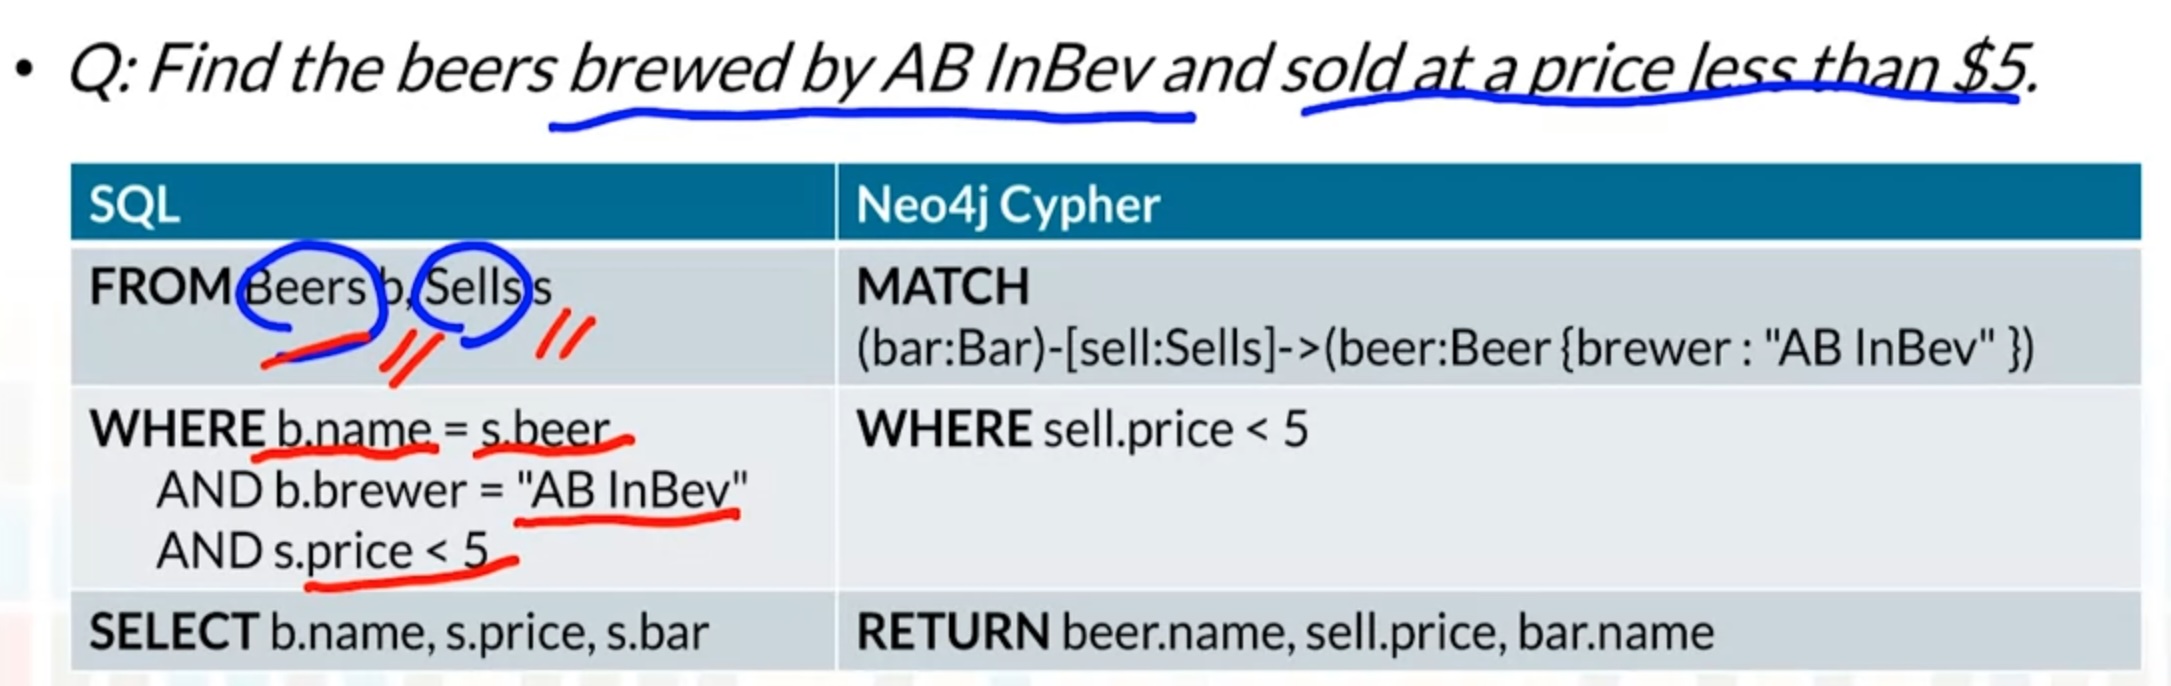 • Q: Find the beers brewed by AB InBev and sold at a price less than $5.
SQL
Neo4j Cypher
FROM Beers b, Sells s
MATCH
(bar:Bar)-[sell:Sells]->(beer:Beer {brewer : "AB InBev" })
WHERE b.name = s.beer
AND b.brewer = "AB InBev"
AND s.price < 5
WHERE sell.price < 5
SELECT b.name, s.price, s.bar
RETURN beer.name, sell.price, bar.name